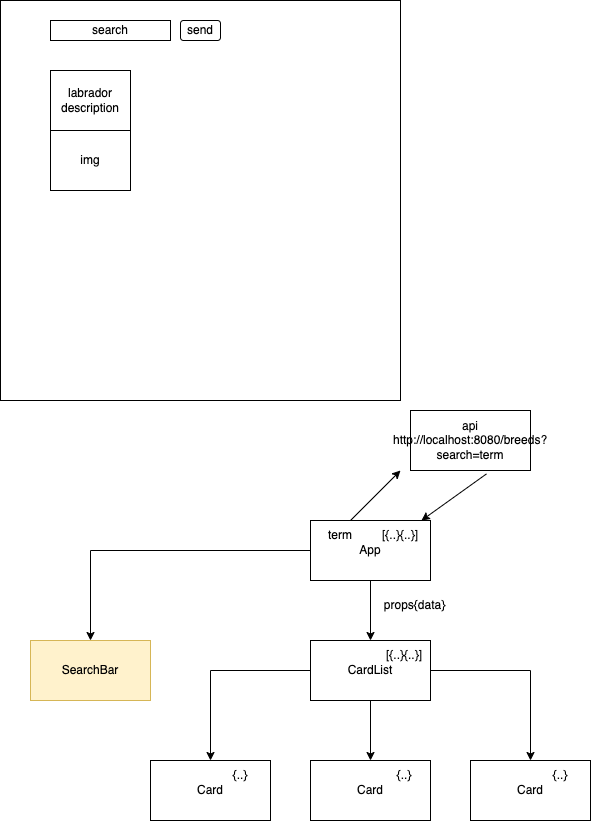 search
send
labrador
description
img
api
http://localhost:8080/breeds?
search=term
term
[{..}{..}]
App
props{data}
SearchBar
[{..}{..}]
CardList
{..}
Card
{..}
Card
{..}
Card